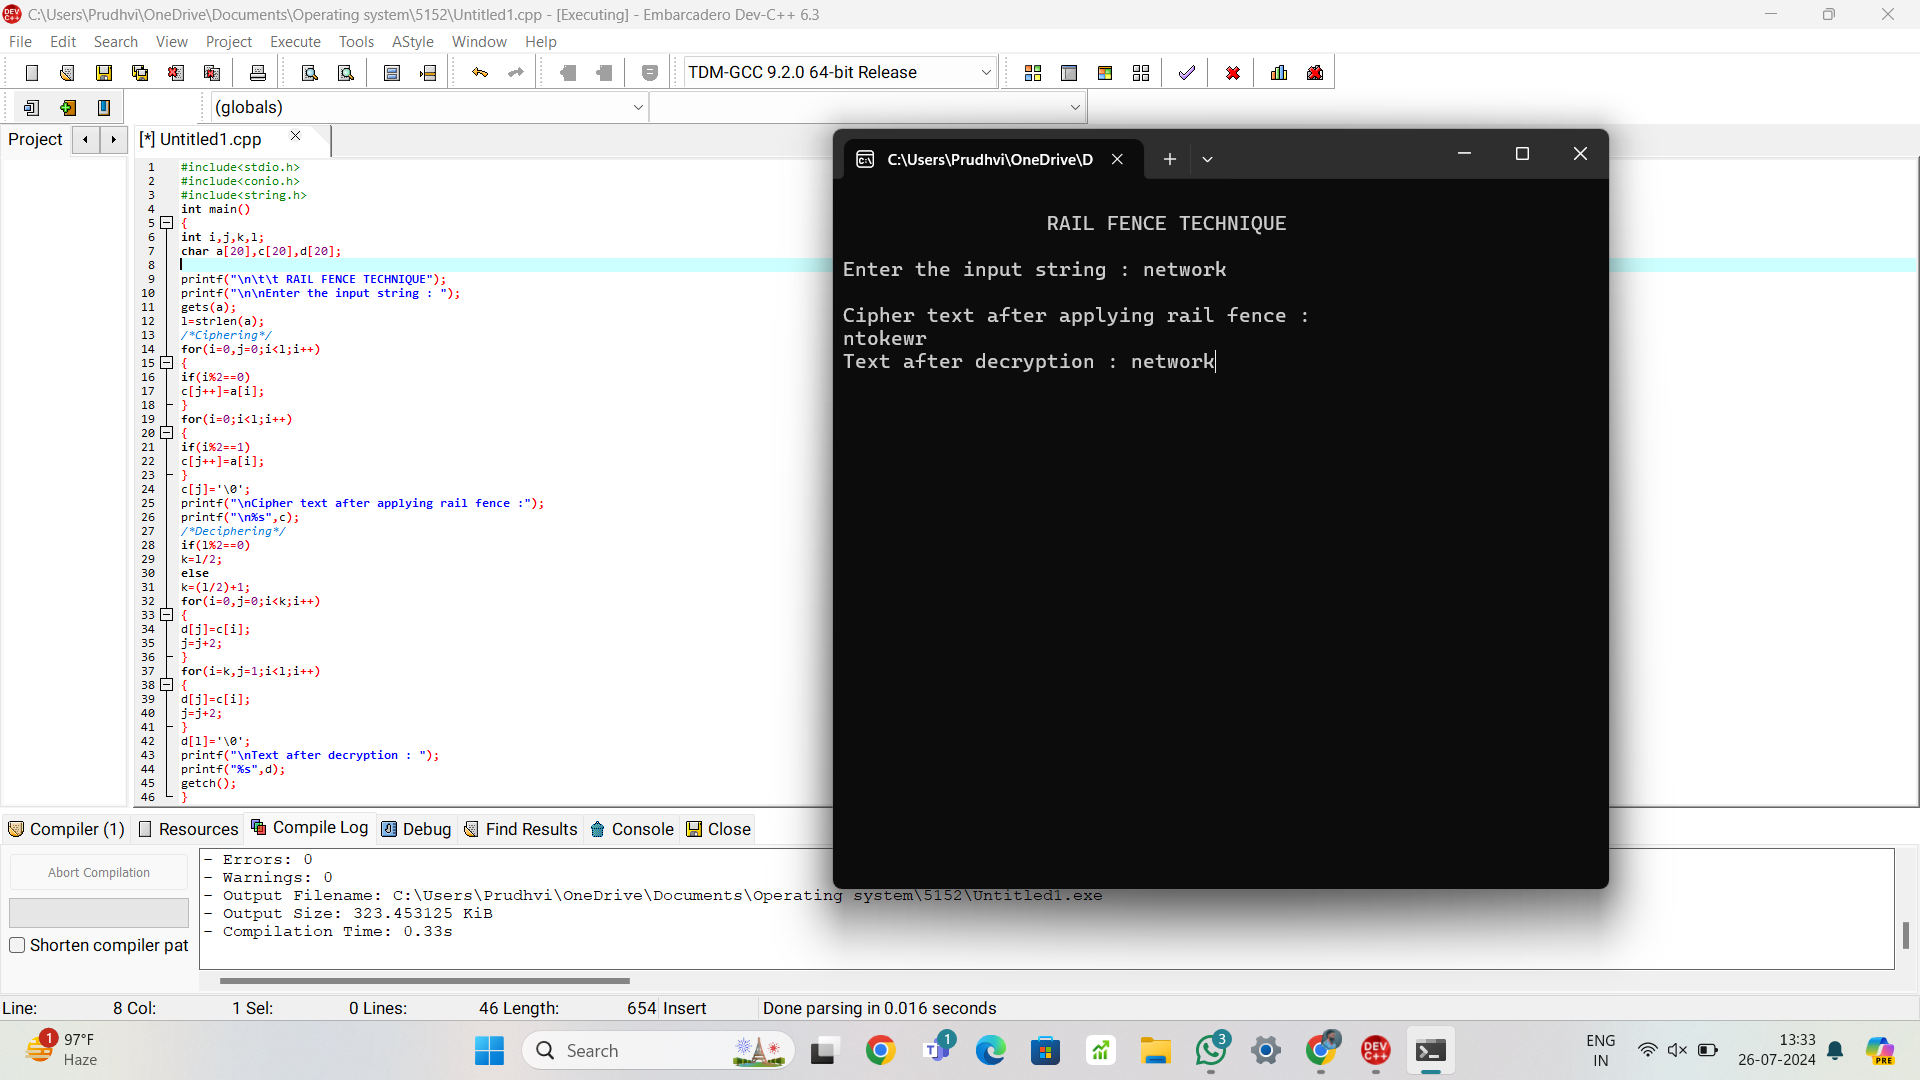 C:\Users\Prudhvi\OneDrive\Documents\Operating system\5152\Untitled1.cpp - [Executing] - Embarcadero Dev-C++ 6.3
File Edit Search View Project Execute Tools AStyle Window Help
TDM-GCC 9.2.0 64-bit Release
(globals)
Project [*] Untitled1.cpp
1 #include<stdio.h>
2 #include<conio.h>
3 #include<string.h>
4 int main()
5 {
6 int i,j,k,l;
7 char a[20],c[20],d[20];
8
9 printf("\n\t\t RAIL FENCE TECHNIQUE");
10 printf("\n\nEnter the input string : ");
11 gets(a);
12 l=strlen(a);
13 /*Ciphering*/
14 for(i=0,j=0;i<l;i++)
15 {
16 if(i%2==0)
17 c[j++]=a[i];
18 }
19 for(i=0;i<l;i++)
20 {
21 if(i%2==1)
22 c[j++]=a[i];
23 }
24 c[j]='\0';
25 printf("\nCipher text after applying rail fence :");
26 printf("\n%s",c);
27 /*Deciphering*/
28 if(l%2==0)
29 k=l/2;
30 else
31 k=(l/2)+1;
32 for(i=0,j=0;i<k;i++)
33 {
34 d[j]=c[i];
35 j=j+2;
36 }
37 for(i=k,j=1;i<l;i++)
38 {
39 d[j]=c[i];
40 j=j+2;
41 }
42 d[l]='\0';
43 printf("\nText after decryption : ");
44 printf("%s",d);
45 getch();
46 }
C:\Users\Prudhvi\OneDrive\D
RAIL FENCE TECHNIQUE
Enter the input string : network
Cipher text after applying rail fence :
ntokewr
Text after decryption : network
Compiler (1) Resources Compile Log Debug Find Results Console Close
Abort Compilation
Shorten compiler pat
- Errors: 0
- Warnings: 0
- Output Filename: C:\Users\Prudhvi\OneDrive\Documents\Operating system\5152\Untitled1.exe
- Output Size: 323.453125 KiB
- Compilation Time: 0.33s
Line: 8 Col: 1 Sel: 0 Lines: 46 Length: 654 Insert Done parsing in 0.016 seconds
1 97°F
Haze
Search
1
3
DEV C++
ENG
IN
13:33
26-07-2024
PRE